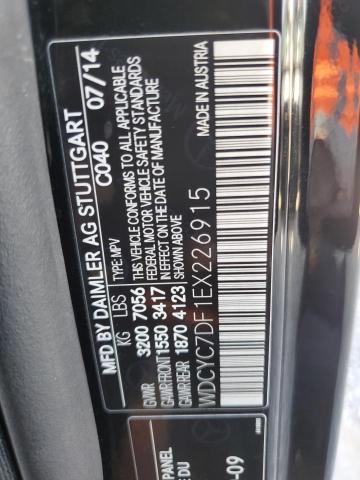 MFD BY DAIMLER AG STUTTGART
C040 07/14
KG LBS TYPE: MPV
GVWR 3200 7056
GAWR FRONT 1550 3417
GAWR REAR 1870 4123
THIS VEHICLE CONFORMS TO ALL APPLICABLE
FEDERAL MOTOR VEHICLE SAFETY STANDARDS
IN EFFECT ON THE DATE OF MANUFACTURE
SHOWN ABOVE.
WDCYC7DF1EX226915
MADE IN AUSTRIA
PANEL
E DU
-09